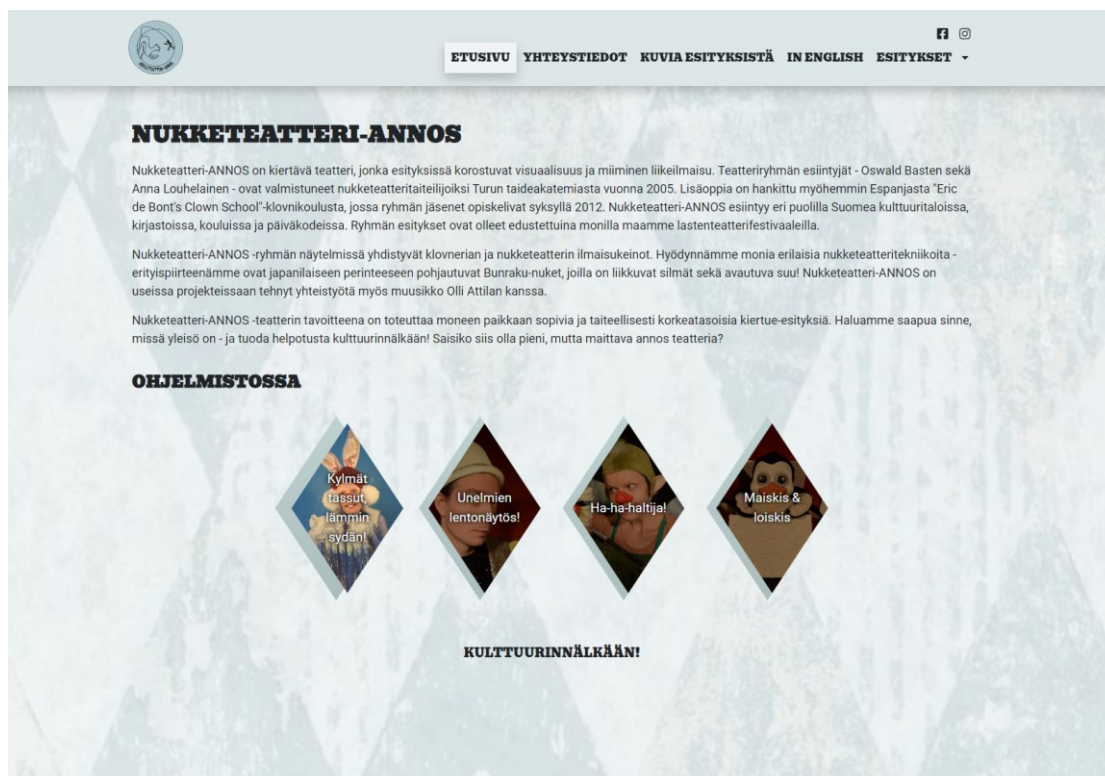 ETUSIVU YHTEYSTIEDOT KUVIA ESITYKSISTÄ IN ENGLISH ESITYKSET
NUKKETEATTERI-ANNOS
Nukketeatteri-ANNOS on kiertävä teatteri, jonka esityksissä korostuvat visuaalisuus ja miiminen liikeilmaisu. Teatteriryhmän esiintyjät - Oswald Basten sekä
Anna Louhelainen - ovat valmistuneet nukketeatteritaiteilijoiksi Turun taideakatemiasta vuonna 2005. Lisäoppia on hankittu myöhemmin Espanjasta "Eric
de Bont's Clown School"-klovnikoulusta, jossa ryhmän jäsenet opiskelivat syksyllä 2012. Nukketeatteri-ANNOS esiintyy eri puolilla Suomea kulttuuritaloissa,
kirjastoissa, kouluissa ja päiväkodeissa. Ryhmän esitykset ovat olleet edustettuina monilla maamme lastenteatterifestivaaleilla.
Nukketeatteri-ANNOS -ryhmän näytelmissä yhdistyvät klovnerian ja nukketeatterin ilmaisukeinot. Hyödynnämme monia erilaisia nukketeatteritekniikoita -
erityispiirteenämme ovat japanilaiseen perinteeseen pohjautuvat Bunraku-nuket, joilla on liikkuvat silmät sekä avautuva suu! Nukketeatteri-ANNOS on
useissa projekteissaan tehnyt yhteistyötä myös muusikko Olli Attilan kanssa.
Nukketeatteri-ANNOS -teatterin tavoitteena on toteuttaa moneen paikkaan sopivia ja taiteellisesti korkeatasoisia kiertue-esityksiä. Haluamme saapua sinne,
missä yleisö on - ja tuoda helpotusta kulttuurinnälkään! Saisiko siis olla pieni, mutta maittava annos teatteria?
OHJELMISTOSSA
Kylmät
tassut,
lämmin
sydän!
Unelmien
lentonäytös!
Ha-ha-haltija!
Maiskis &
loiskis
KULTTUURINNÄLKÄÄN!